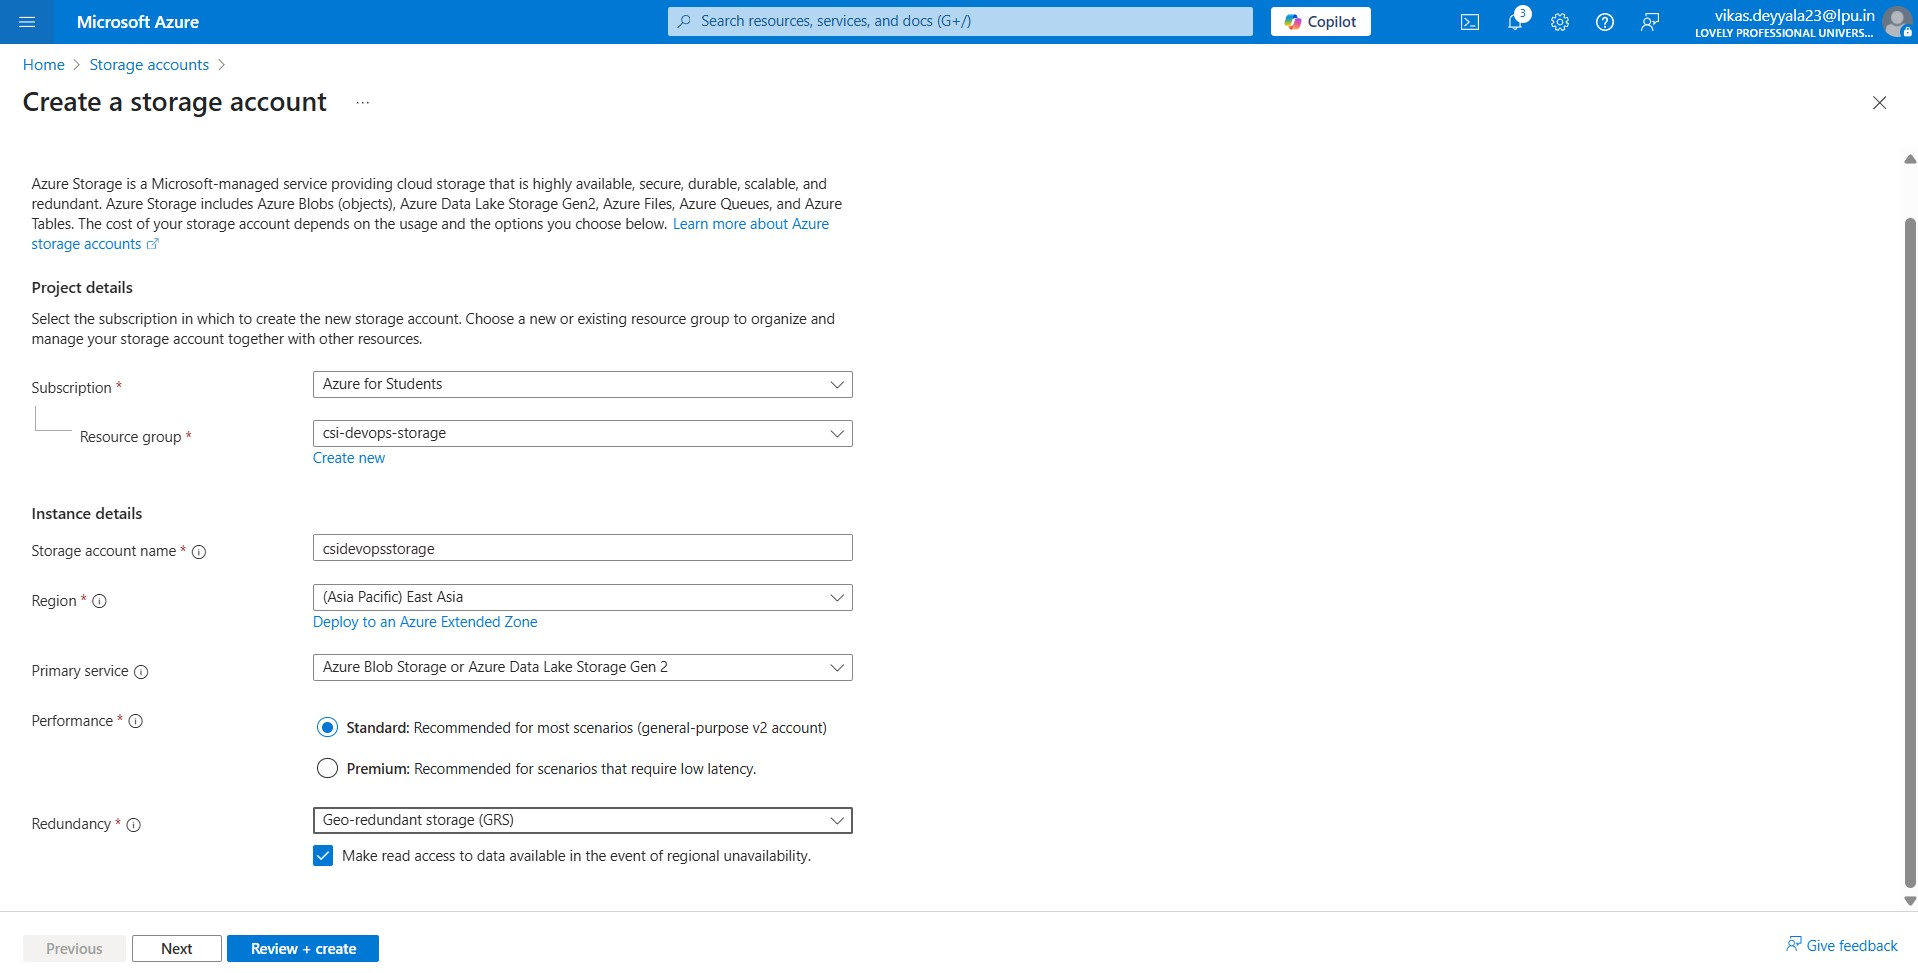 Microsoft Azure
Search resources, services, and docs (G+/)
Copilot
3
vikas.deyyala23@lpu.in
LOVELY PROFESSIONAL UNIVERS...
Home > Storage accounts >
Create a storage account ...
Azure Storage is a Microsoft-managed service providing cloud storage that is highly available, secure, durable, scalable, and
redundant. Azure Storage includes Azure Blobs (objects), Azure Data Lake Storage Gen2, Azure Files, Azure Queues, and Azure
Tables. The cost of your storage account depends on the usage and the options you choose below. Learn more about Azure
storage accounts
Project details
Select the subscription in which to create the new storage account. Choose a new or existing resource group to organize and
manage your storage account together with other resources.
Subscription *
Azure for Students
Resource group *
csi-devops-storage
Create new
Instance details
Storage account name *
csidevopsstorage
Region *
(Asia Pacific) East Asia
Deploy to an Azure Extended Zone
Primary service
Azure Blob Storage or Azure Data Lake Storage Gen 2
Performance *
Standard: Recommended for most scenarios (general-purpose v2 account)
Premium: Recommended for scenarios that require low latency.
Redundancy *
Geo-redundant storage (GRS)
Make read access to data available in the event of regional unavailability.
Previous
Next
Review + create
Give feedback